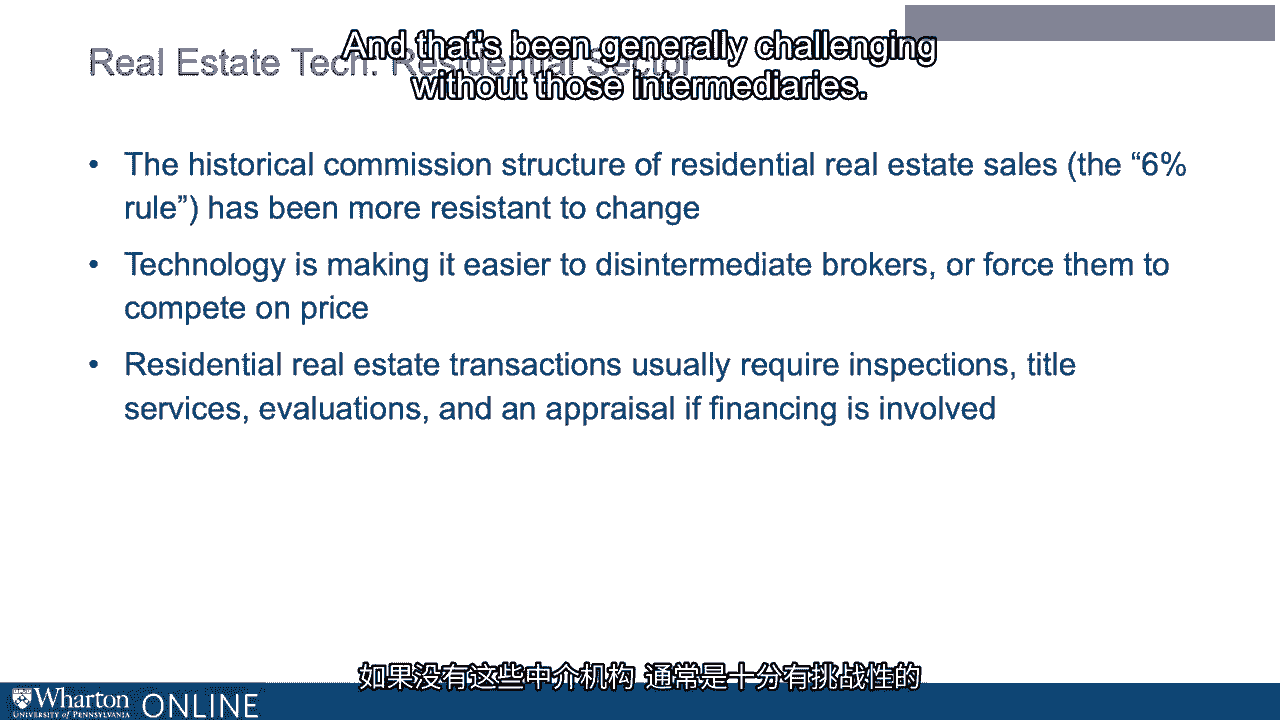 And that's been generally challenging
without those intermediaries.
Real Estate Tech: Residential Sector
• The historical commission structure of residential real estate sales (the “6%
rule”) has been more resistant to change
• Technology is making it easier to disintermediate brokers, or force them to
compete on price
• Residential real estate transactions usually require inspections, title
services, evaluations, and an appraisal if financing is involved
如果没有这些中介机构 通常是十分有挑战性的
Wharton ONLINE
UNIVERSITY of PENNSYLVANIA